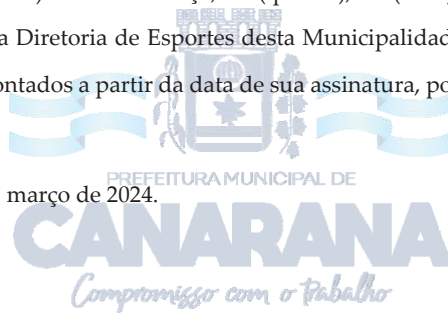 a Diretoria de Esportes desta Municipalidad
ontados a partir da data de sua assinatura, po
março de 2024.
PREFEITURA MUNICIPAL DE
CANARANA
Compromisso com o Trabalho